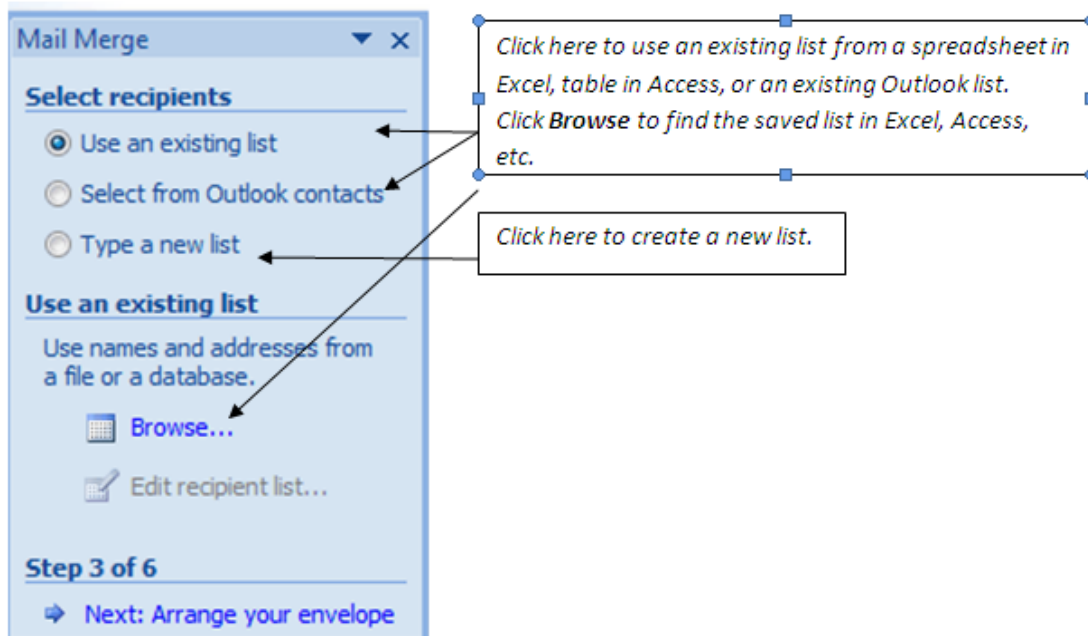 Mail Merge
Select recipients
Use an existing list
Select from Outlook contacts
Type a new list
Use an existing list
Use names and addresses from
a file or a database.
Browse...
Edit recipient list...
Step 3 of 6
Next: Arrange your envelope
Click here to use an existing list from a spreadsheet in
Excel, table in Access, or an existing Outlook list.
Click Browse to find the saved list in Excel, Access,
etc.
Click here to create a new list.